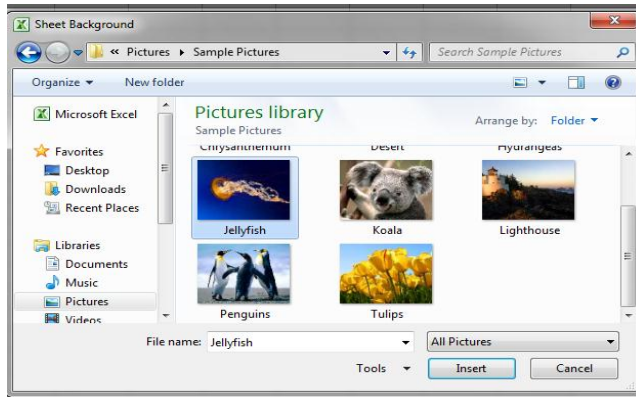 Sheet Background
« Pictures ▸ Sample Pictures
Search Sample Pictures
Organize ▼ New folder
Microsoft Excel
Favorites
Desktop
Downloads
Recent Places
Libraries
Documents
Music
Pictures
Videos
Pictures library
Sample Pictures
Arrange by: Folder ▼
Chrysanthemum Desert Hydrangeas
Jellyfish Koala Lighthouse
Penguins Tulips
File name: Jellyfish
All Pictures
Tools ▼ Insert Cancel